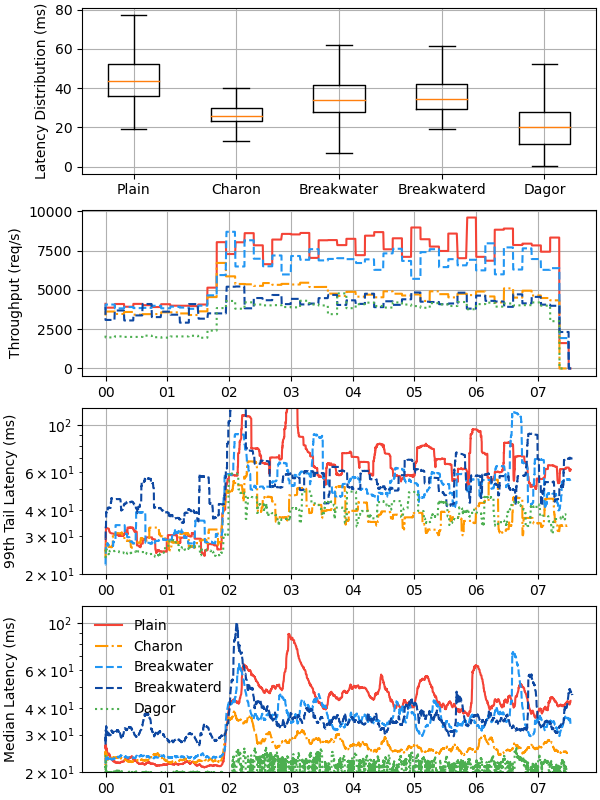 Latency Distribution (ms)
80
60
40
20
0
Plain
Charon
Breakwater
Breakwaterd
Dagor
Throughput (req/s)
10000
7500
5000
2500
0
00
01
02
03
04
05
06
07
99th Tail Latency (ms)
10²
6 × 10¹
4 × 10¹
3 × 10¹
2 × 10¹
00
01
02
03
04
05
06
07
Median Latency (ms)
10²
6 × 10¹
4 × 10¹
3 × 10¹
2 × 10¹
Plain
Charon
Breakwater
Breakwaterd
Dagor
00
01
02
03
04
05
06
07